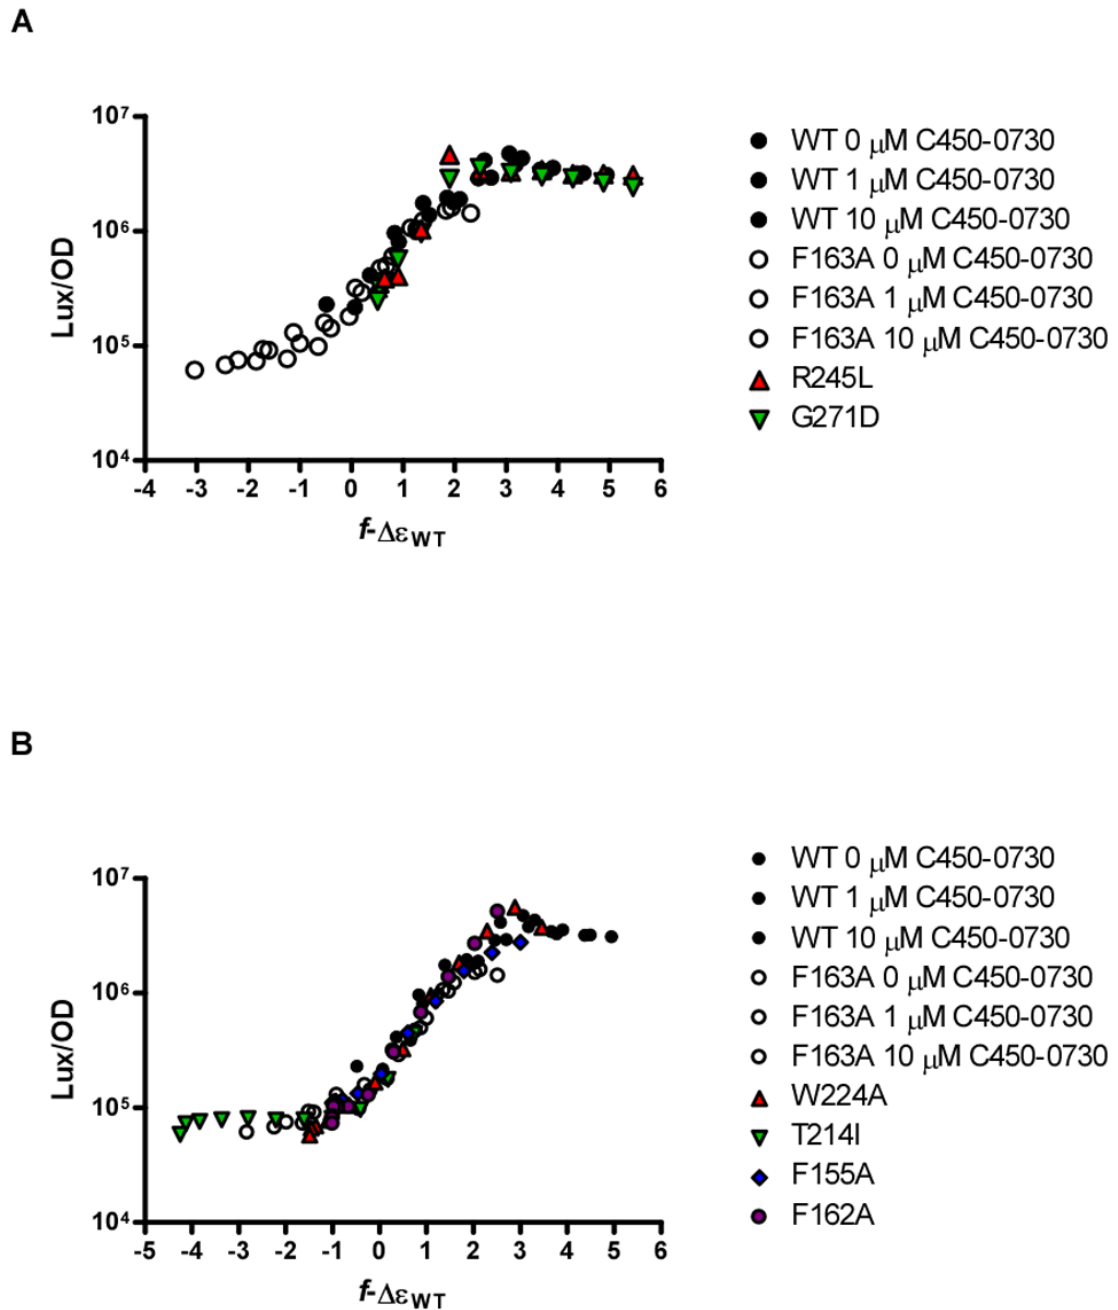 A
10⁷
10⁶
10⁵
10⁴
Lux/OD
-4 -3 -2 -1 0 1 2 3 4 5 6
f-ΔεWT
WT 0 μM C450-0730
WT 1 μM C450-0730
WT 10 μM C450-0730
F163A 0 μM C450-0730
F163A 1 μM C450-0730
F163A 10 μM C450-0730
R245L
G271D
B
10⁷
10⁶
10⁵
10⁴
Lux/OD
-5 -4 -3 -2 -1 0 1 2 3 4 5 6
f-ΔεWT
WT 0 μM C450-0730
WT 1 μM C450-0730
WT 10 μM C450-0730
F163A 0 μM C450-0730
F163A 1 μM C450-0730
F163A 10 μM C450-0730
W224A
T214I
F155A
F162A